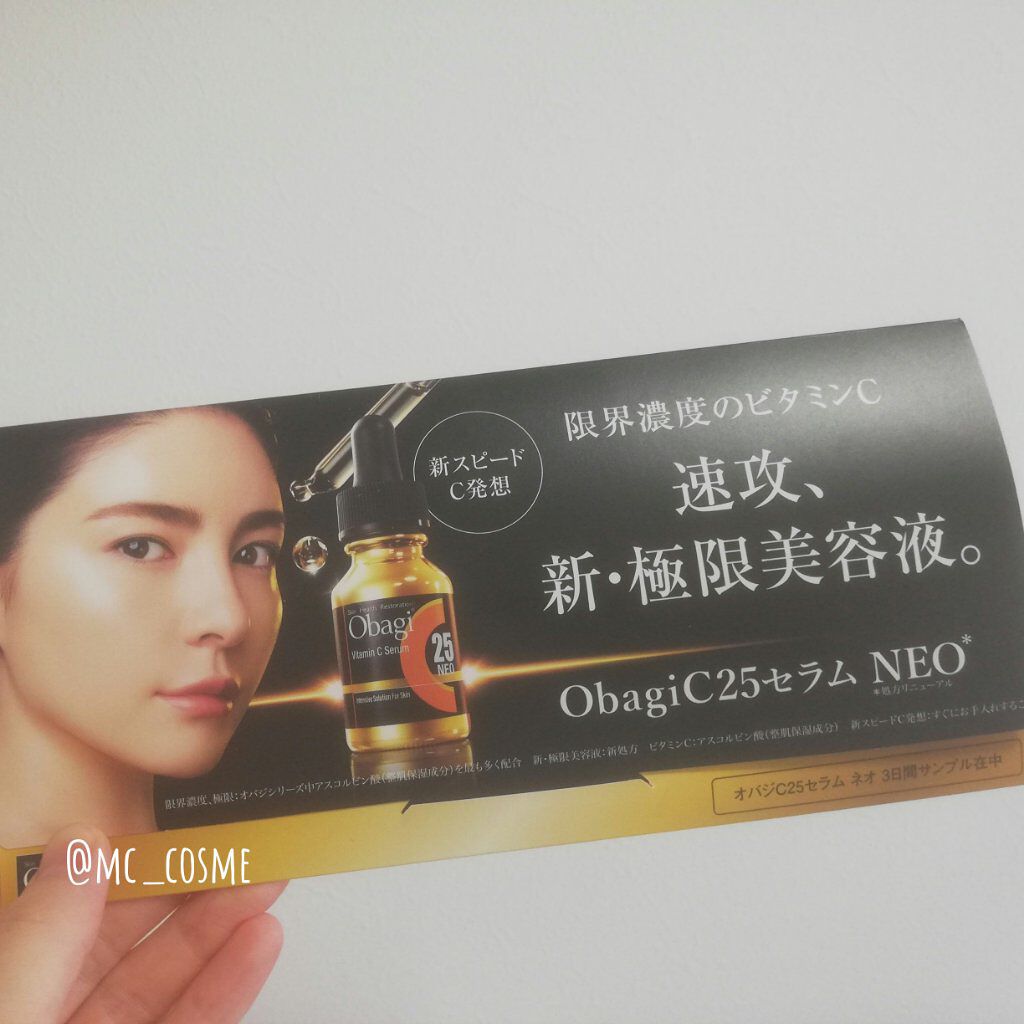 限界濃度のビタミンC
速攻、
新・極限美容液。
新スピード
C発想
Skin Health Restoration
Obagi
Vitamin C Serum
25
NEO
Intensive Solution For Skin
ObagiC25セラム NEO*
*処方リニューアル
限界濃度、極限：オバジシリーズ中アスコルビン酸(整肌保湿成分)を最も多く配合 新・極限美容液：新処方 ビタミンC：アスコルビン酸(整肌保湿成分) 新スピードC発想：すぐにお手入れするこ
オバジC25セラム ネオ 3日間サンプル在中
@MC_COSME